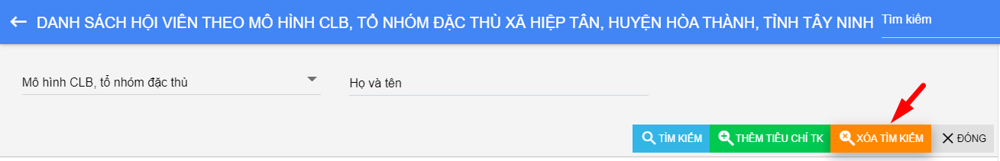 DANH SÁCH HỘI VIÊN THEO MÔ HÌNH CLB, TỔ NHÓM ĐẶC THÙ XÃ HIỆP TÂN, HUYỆN HÒA THÀNH, TỈNH TÂY NINH Tìm kiếm
Mô hình CLB, tổ nhóm đặc thù Họ và tên
TÌM KIẾM THÊM TIÊU CHÍ TK XÓA TÌM KIẾM ĐÓNG